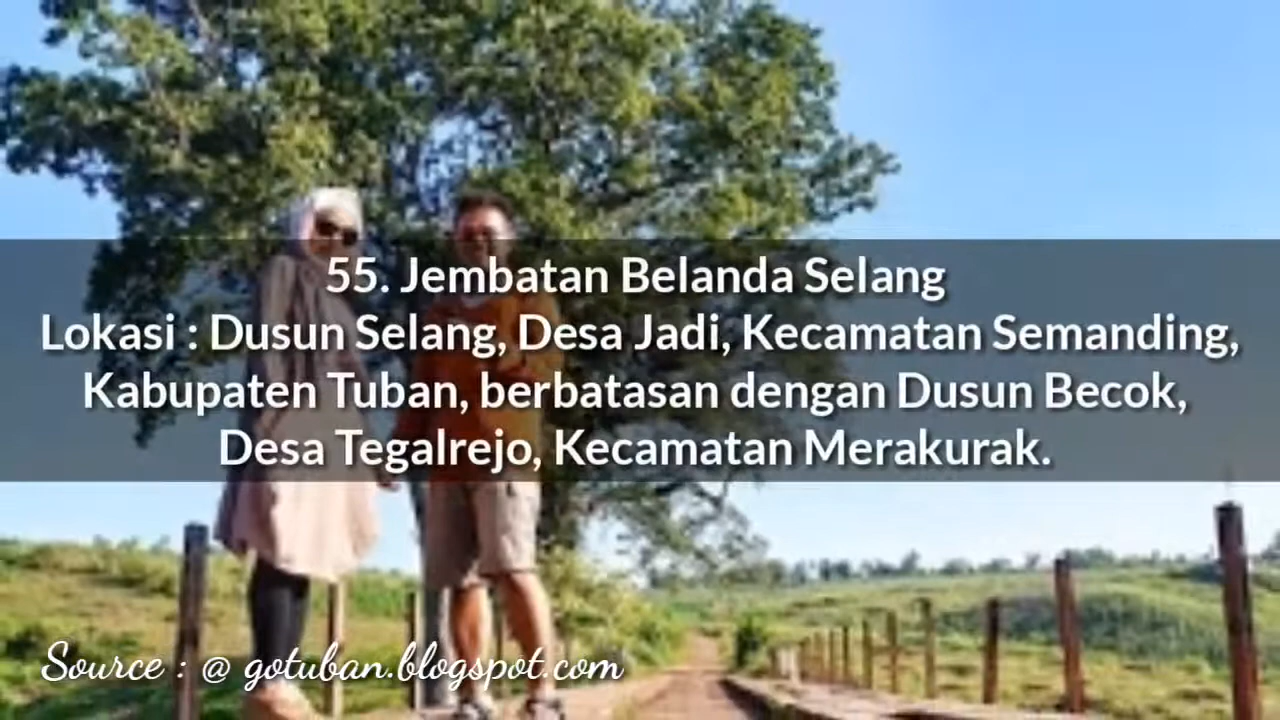 55. Jembatan Belanda Selang
Lokasi : Dusun Selang, Desa Jadi, Kecamatan Semanding,
Kabupaten Tuban, berbatasan dengan Dusun Becok,
Desa Tegalrejo, Kecamatan Merakurak.
Source : @ gotuban.blogspot.com